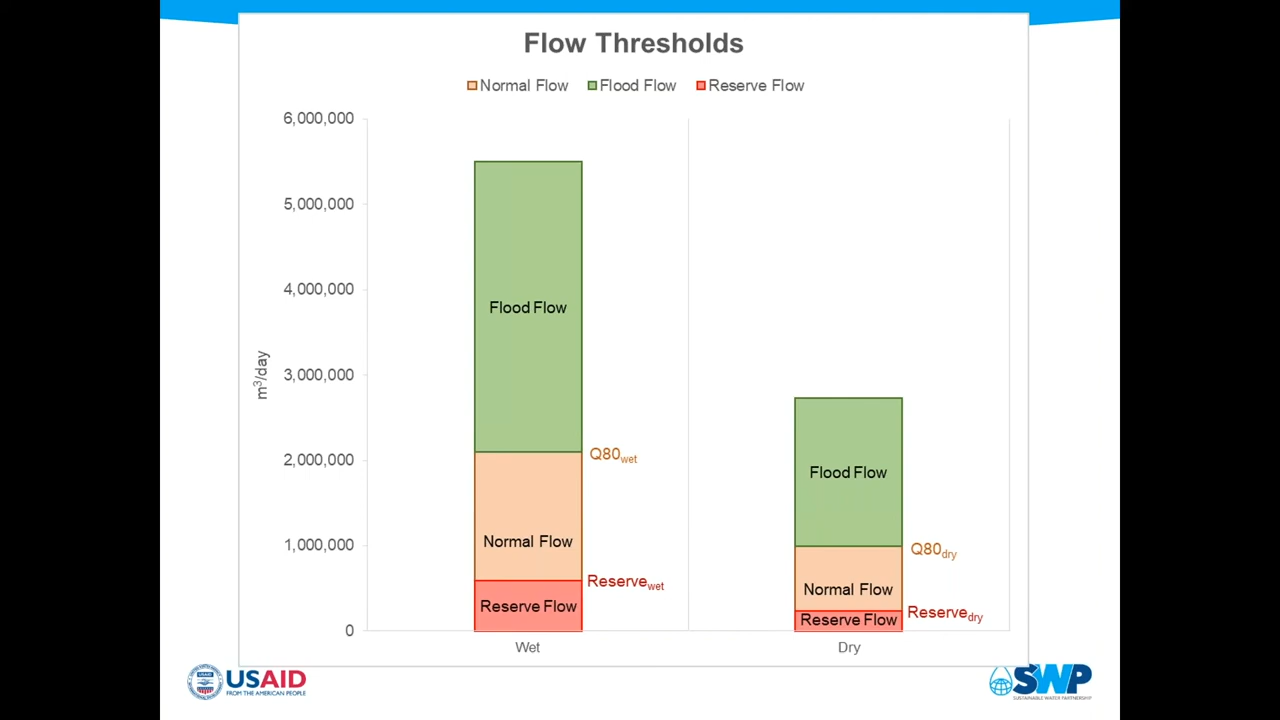 Flow Thresholds
Normal Flow Flood Flow Reserve Flow
6,000,000
5,000,000
4,000,000
3,000,000
2,000,000
1,000,000
0
m³/day
Flood Flow
Q80wet
Normal Flow
Reservewet
Reserve Flow
Flood Flow
Q80dry
Normal Flow
Reservedry
Reserve Flow
Wet
Dry
USAID
FROM THE AMERICAN PEOPLE
SWP
SUSTAINABLE WATER PARTNERSHIP